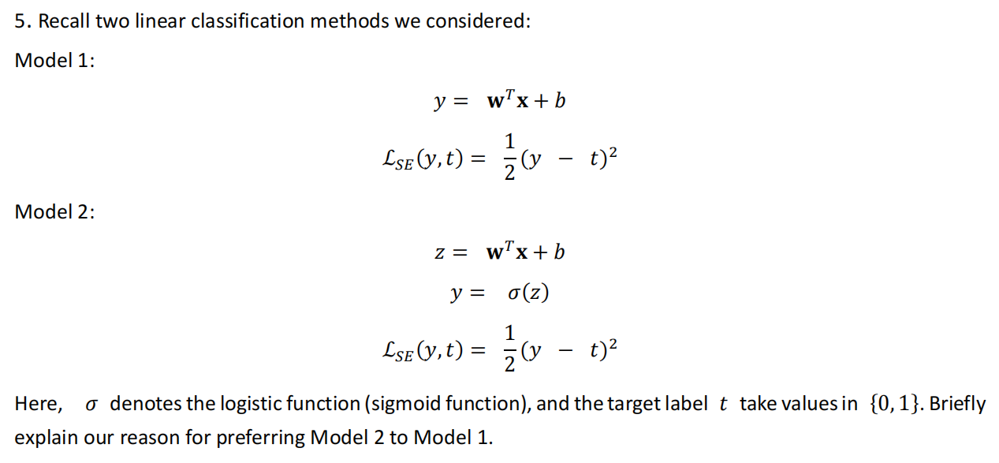 5. Recall two linear classification methods we considered:
Model 1:
y = 𝐰ᵀ𝐱 + b
ℒ_SE(y, t) = 1/2 (y − t)²
Model 2:
z = 𝐰ᵀ𝐱 + b
y = σ(z)
ℒ_SE(y, t) = 1/2 (y − t)²
Here, σ denotes the logistic function (sigmoid function), and the target label t take values in {0, 1}. Briefly
explain our reason for preferring Model 2 to Model 1.